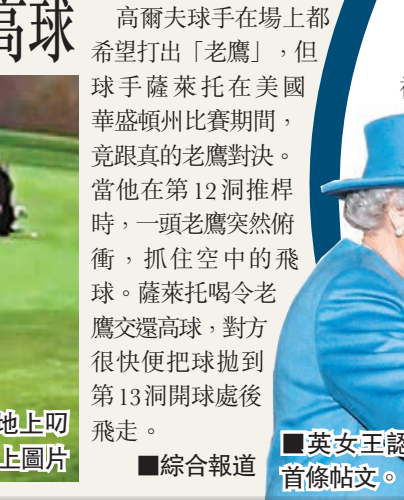 高球
高爾夫球手在場上都
希望打出「老鷹」，但
球手薩萊托在美國
華盛頓州比賽期間，
竟跟真的老鷹對決。
當他在第12洞推桿
時，一頭老鷹突然俯
衝，抓住空中的飛
球。薩萊托喝令老
鷹交還高球，對方
很快便把球拋到
第13洞開球處後
飛走。
■綜合報道
地上叼
上圖片
■英女王認
首條帖文。